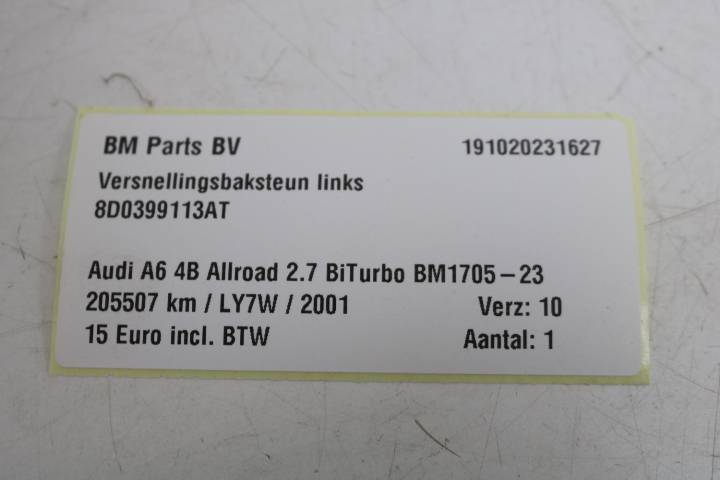 BM Parts BV 191020231627
Versnellingsbaksteun links
8D0399113AT
Audi A6 4B Allroad 2.7 BiTurbo BM1705-23
205507 km / LY7W / 2001 Verz: 10
15 Euro incl. BTW Aantal: 1